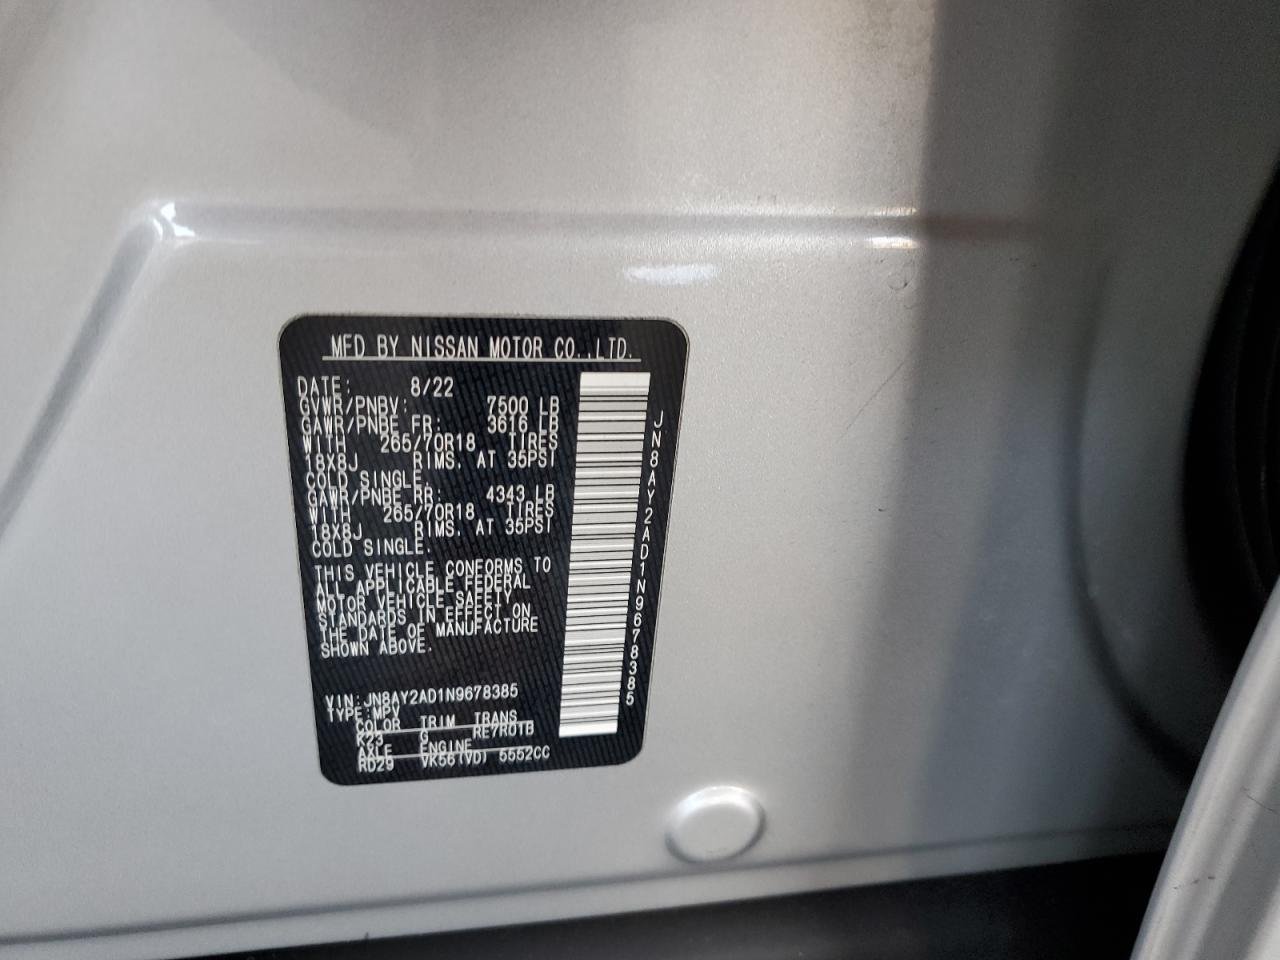 MFD BY NISSAN MOTOR CO.,LTD.
DATE: 8/22
GVWR/PNBV: 7500 LB
GAWR/PNBE FR: 3616 LB
WITH 265/70R18 TIRES
18X8J RIMS. AT 35PSI
COLD SINGLE.
GAWR/PNBE RR: 4343 LB
WITH 265/70R18 TIRES
18X8J RIMS. AT 35PSI
COLD SINGLE.
THIS VEHICLE CONFORMS TO
ALL APPLICABLE FEDERAL
MOTOR VEHICLE SAFETY
STANDARDS IN EFFECT ON
THE DATE OF MANUFACTURE
SHOWN ABOVE.
VIN:JN8AY2AD1N9678385
TYPE:MPV
COLOR TRIM TRANS
K23 G RE7R01B
AXLE ENGINE
RD29 VK56(VD) 5552CC
JN8AY2AD1N9678385